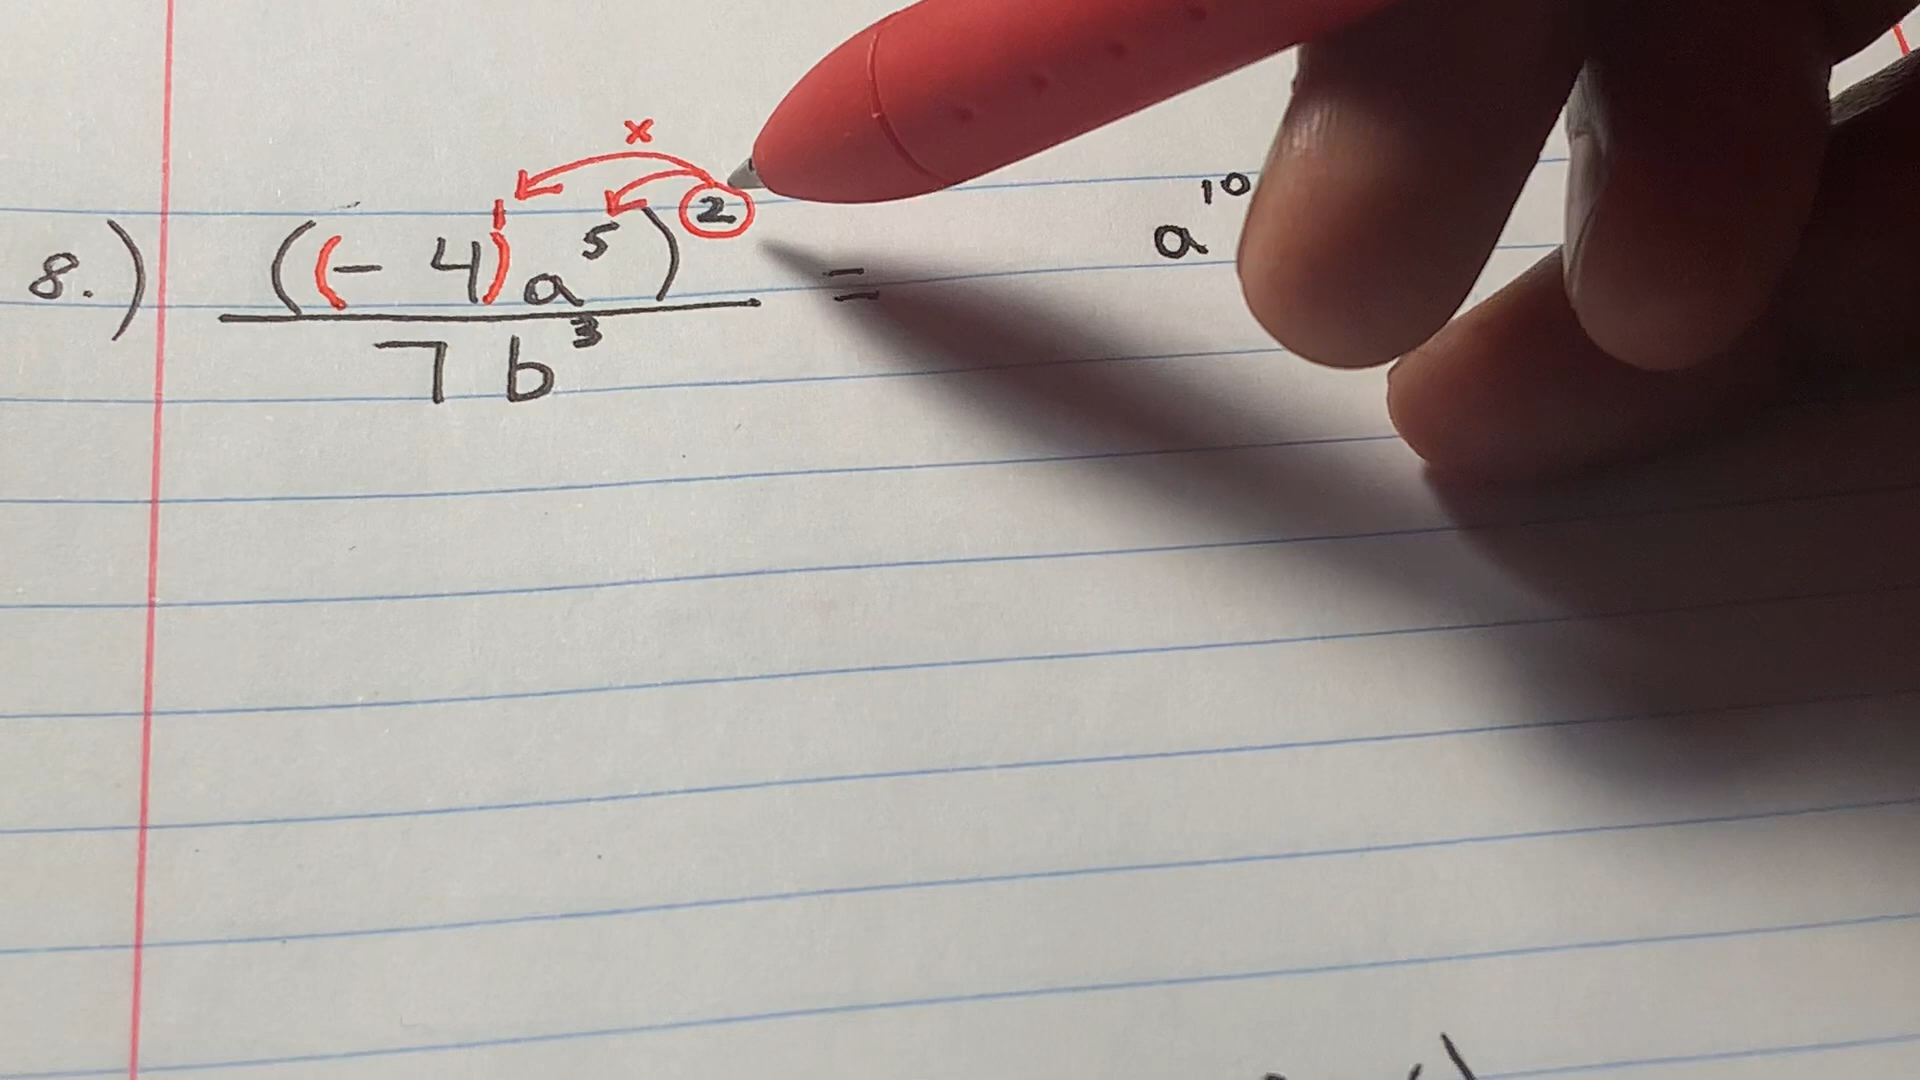 x
8.) ((-4)¹a⁵)² = a¹⁰
7b³